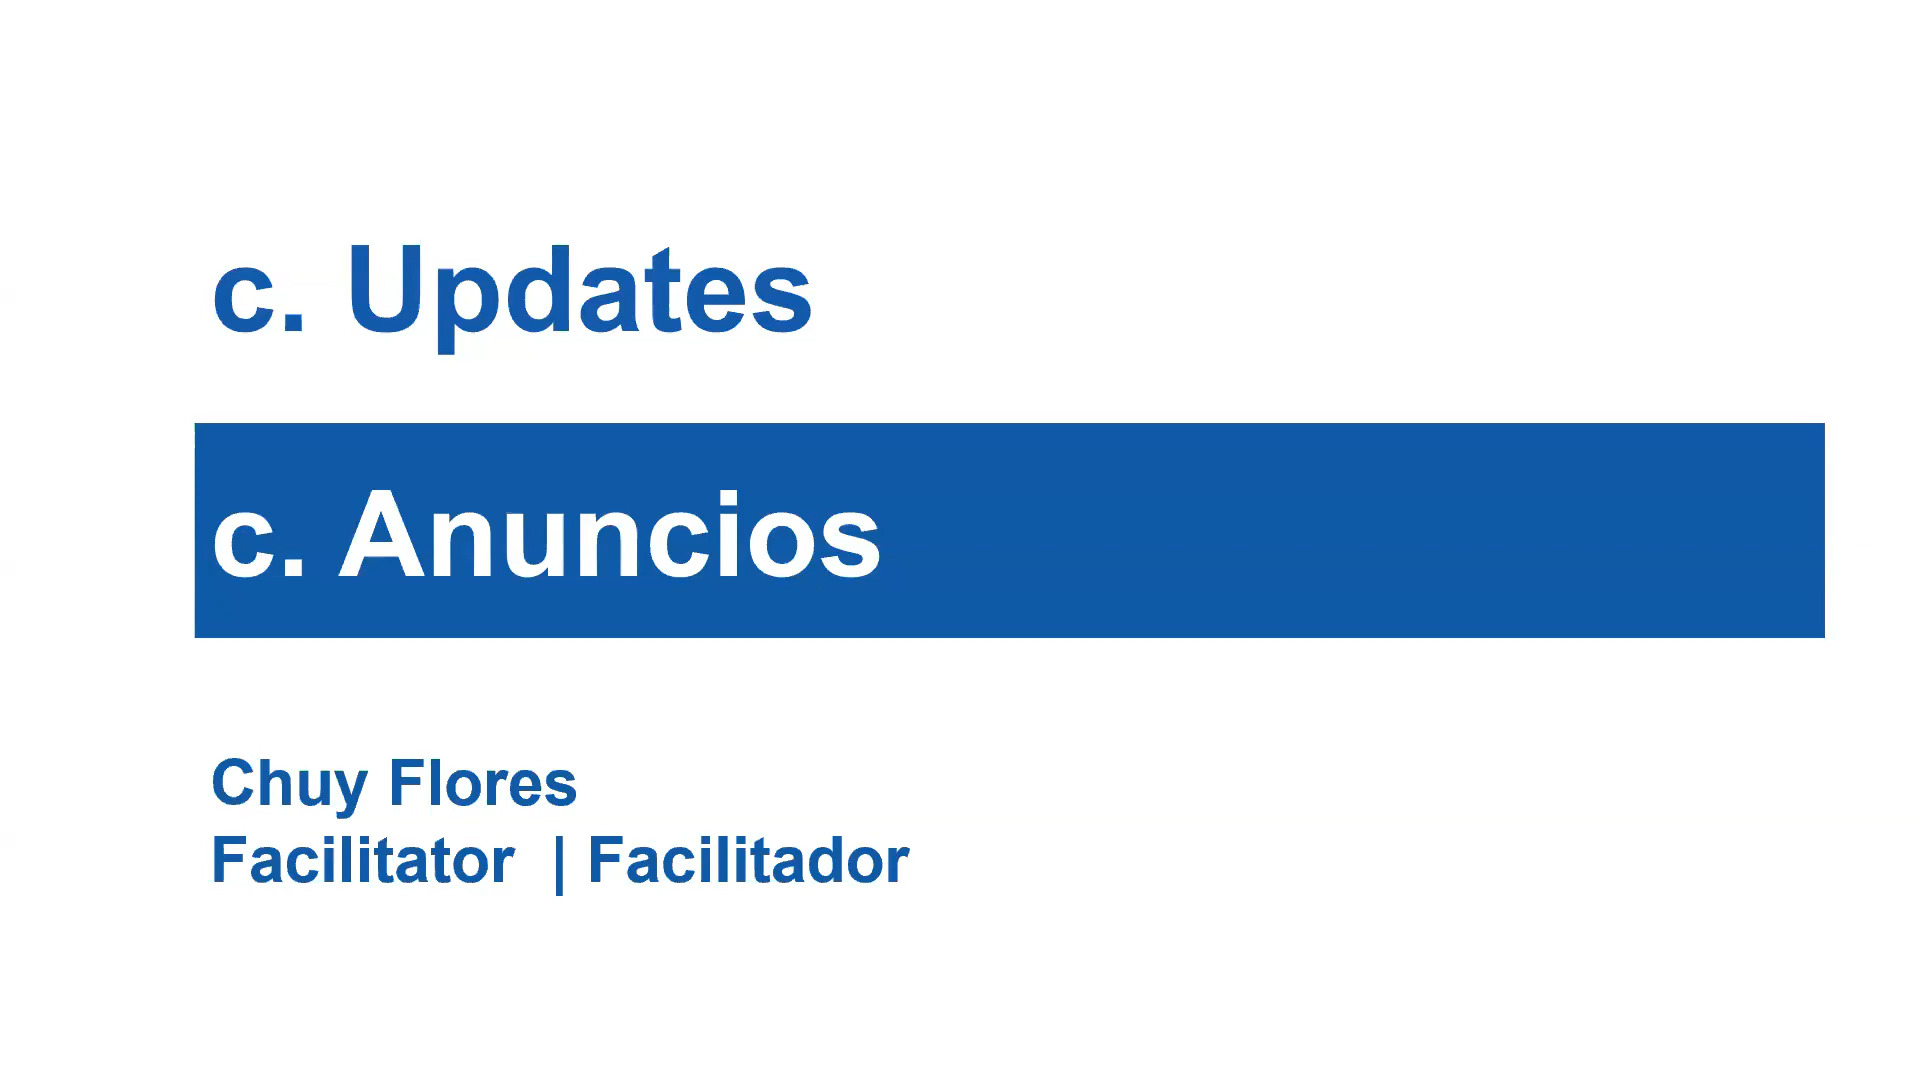 c. Updates
c. Anuncios
Chuy Flores
Facilitator | Facilitador